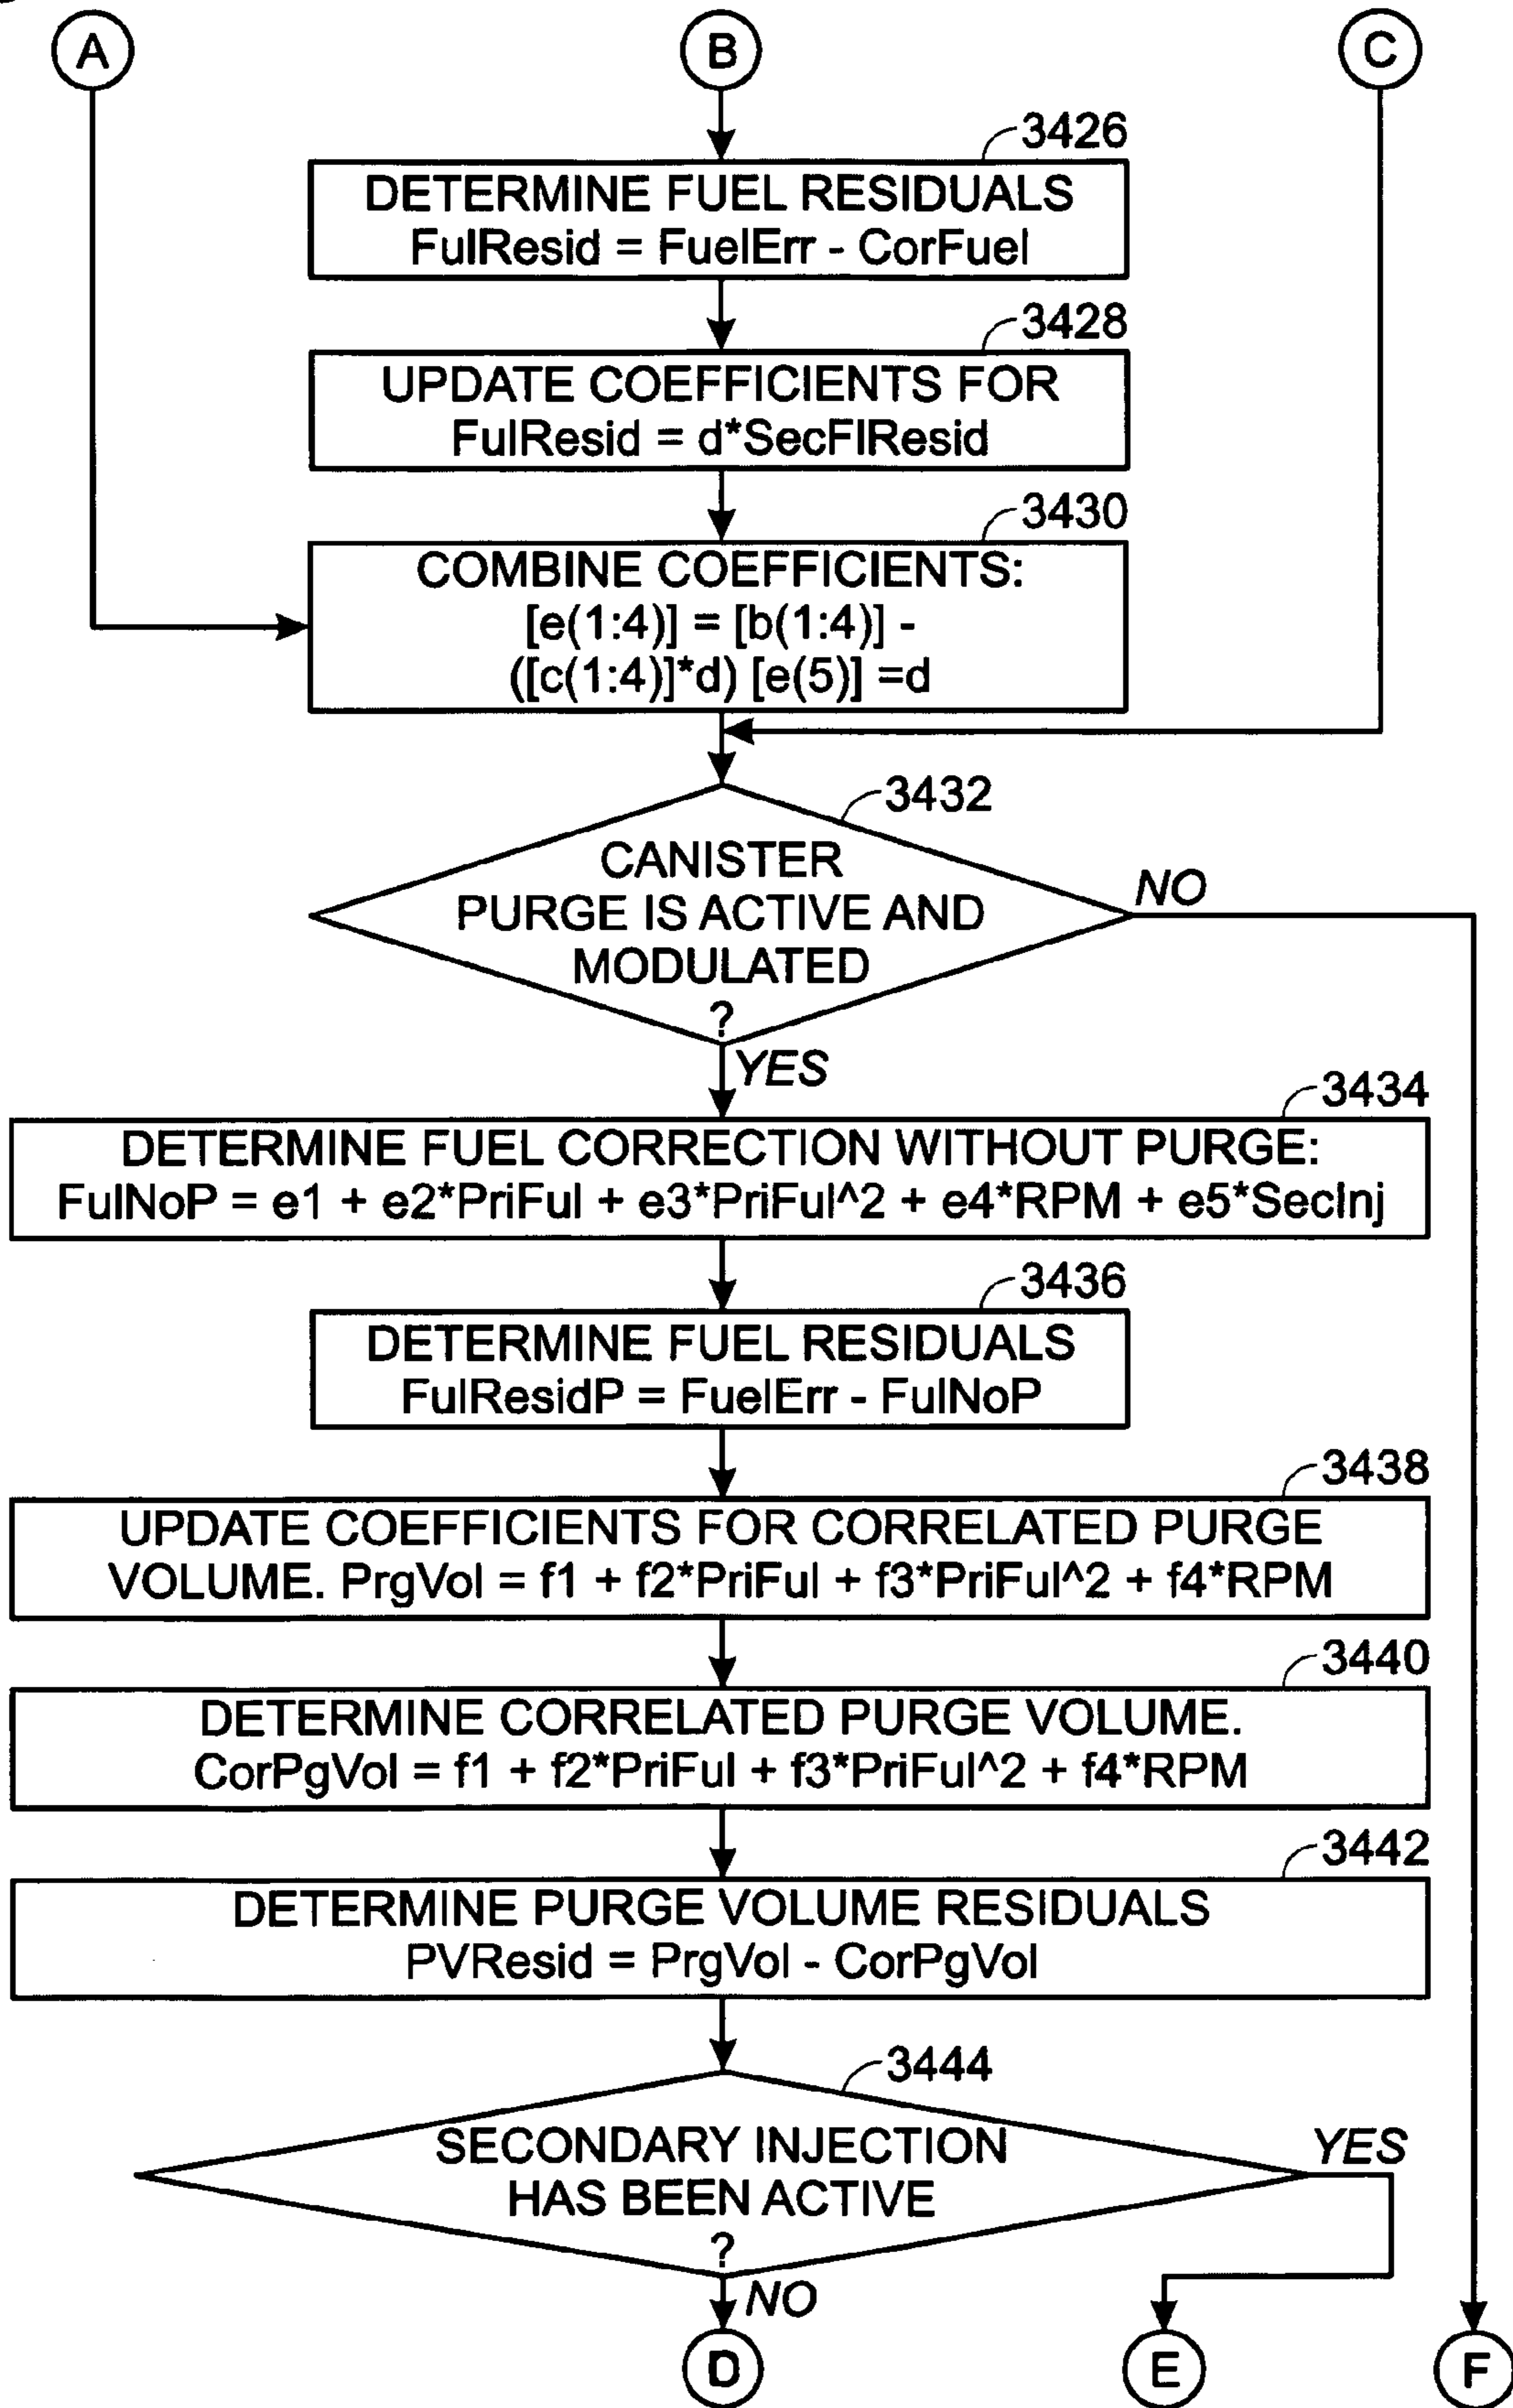 A
B
C
3426
DETERMINE FUEL RESIDUALS
FulResid = FuelErr - CorFuel
3428
UPDATE COEFFICIENTS FOR
FulResid = d*SecFlResid
3430
COMBINE COEFFICIENTS:
[e(1:4)] = [b(1:4)] -
([c(1:4)]*d) [e(5)] =d
3432
CANISTER
PURGE IS ACTIVE AND
MODULATED
?
NO
YES
3434
DETERMINE FUEL CORRECTION WITHOUT PURGE:
FulNoP = e1 + e2*PriFul + e3*PriFul^2 + e4*RPM + e5*SecInj
3436
DETERMINE FUEL RESIDUALS
FulResidP = FuelErr - FulNoP
3438
UPDATE COEFFICIENTS FOR CORRELATED PURGE
VOLUME. PrgVol = f1 + f2*PriFul + f3*PriFul^2 + f4*RPM
3440
DETERMINE CORRELATED PURGE VOLUME.
CorPgVol = f1 + f2*PriFul + f3*PriFul^2 + f4*RPM
3442
DETERMINE PURGE VOLUME RESIDUALS
PVResid = PrgVol - CorPgVol
3444
SECONDARY INJECTION
HAS BEEN ACTIVE
?
YES
NO
D
E
F